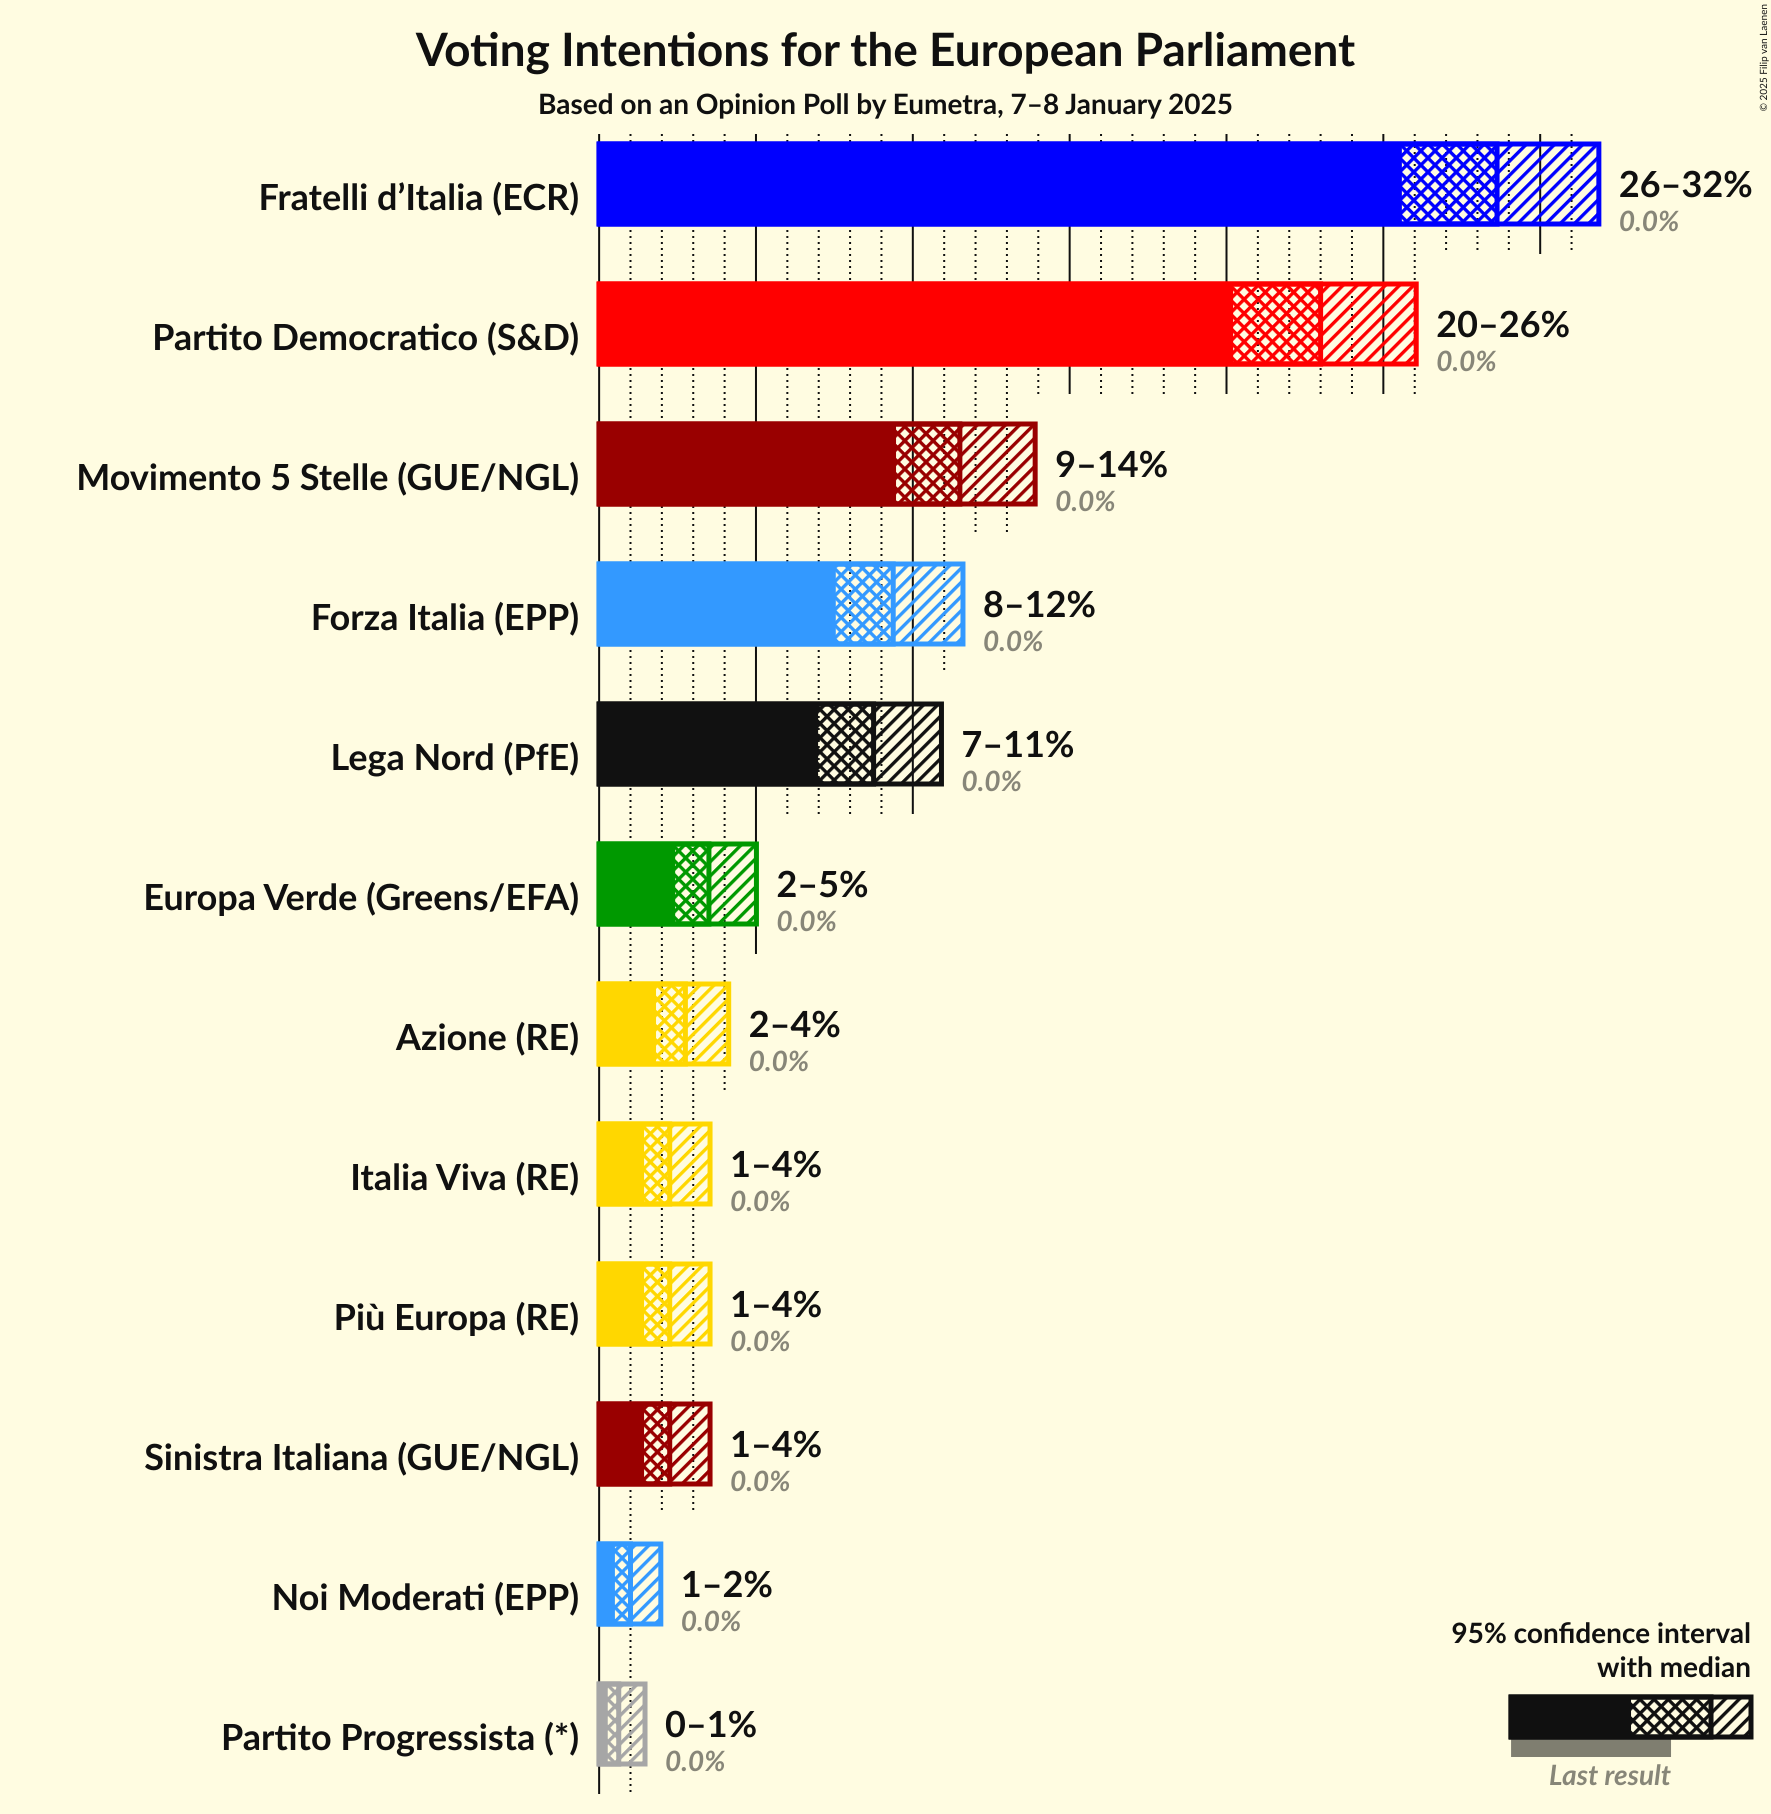 Voting Intentions for the European Parliament
Based on an Opinion Poll by Eumetra, 7–8 January 2025
© 2025 Filip van Laenen
Fratelli d’Italia (ECR)
26–32%
0.0%
Partito Democratico (S&D)
20–26%
0.0%
Movimento 5 Stelle (GUE/NGL)
9–14%
0.0%
Forza Italia (EPP)
8–12%
0.0%
Lega Nord (PfE)
7–11%
0.0%
Europa Verde (Greens/EFA)
2–5%
0.0%
Azione (RE)
2–4%
0.0%
Italia Viva (RE)
1–4%
0.0%
Più Europa (RE)
1–4%
0.0%
Sinistra Italiana (GUE/NGL)
1–4%
0.0%
Noi Moderati (EPP)
1–2%
0.0%
Partito Progressista (*)
0–1%
0.0%
95% confidence interval
with median
Last result